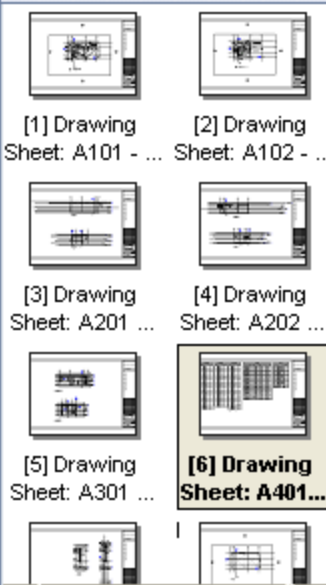 [1] Drawing
Sheet: A101 - ...
[2] Drawing
Sheet: A102 - ...
[3] Drawing
Sheet: A201 ...
[4] Drawing
Sheet: A202 ...
[5] Drawing
Sheet: A301 ...
[6] Drawing
Sheet: A401...